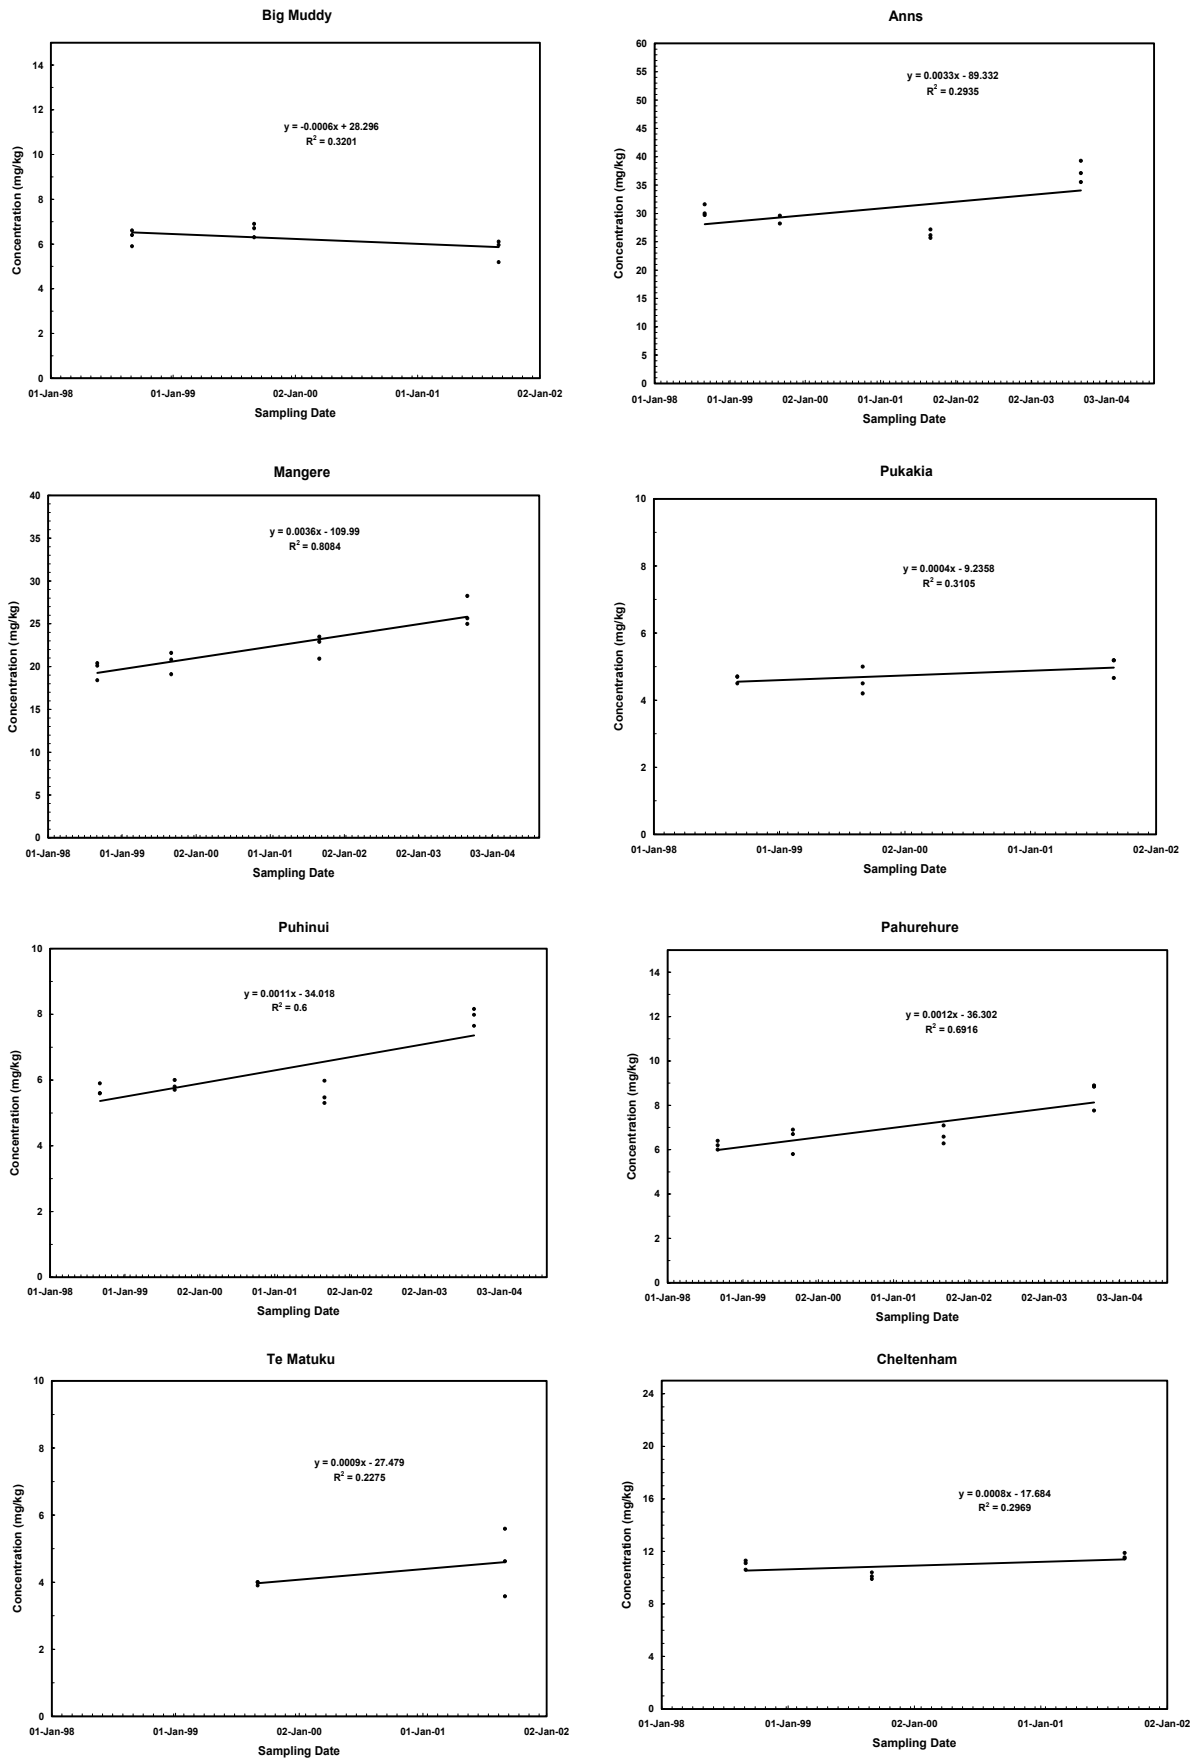 Big Muddy
14
12
10
8
6
4
2
0
Concentration (mg/kg)
y = -0.0006x + 28.296
R² = 0.3201
01-Jan-98 01-Jan-99 02-Jan-00 01-Jan-01 02-Jan-02
Sampling Date
Anns
60
55
50
45
40
35
30
25
20
15
10
5
0
Concentration (mg/kg)
y = 0.0033x - 89.332
R² = 0.2935
01-Jan-98 01-Jan-99 02-Jan-00 01-Jan-01 02-Jan-02 02-Jan-03 03-Jan-04
Sampling Date
Mangere
40
35
30
25
20
15
10
5
0
Concentration (mg/kg)
y = 0.0036x - 109.99
R² = 0.8084
01-Jan-98 01-Jan-99 02-Jan-00 01-Jan-01 02-Jan-02 02-Jan-03 03-Jan-04
Sampling Date
Pukakia
10
8
6
4
2
0
Concentration (mg/kg)
y = 0.0004x - 9.2358
R² = 0.3105
01-Jan-98 01-Jan-99 02-Jan-00 01-Jan-01 02-Jan-02
Sampling Date
Puhinui
10
8
6
4
2
0
Concentration (mg/kg)
y = 0.0011x - 34.018
R² = 0.6
01-Jan-98 01-Jan-99 02-Jan-00 01-Jan-01 02-Jan-02 02-Jan-03 03-Jan-04
Sampling Date
Pahurehure
14
12
10
8
6
4
2
0
Concentration (mg/kg)
y = 0.0012x - 36.302
R² = 0.6916
01-Jan-98 01-Jan-99 02-Jan-00 01-Jan-01 02-Jan-02 02-Jan-03 03-Jan-04
Sampling Date
Te Matuku
10
8
6
4
2
0
Concentration (mg/kg)
y = 0.0009x - 27.479
R² = 0.2275
01-Jan-98 01-Jan-99 02-Jan-00 01-Jan-01 02-Jan-02
Sampling Date
Cheltenham
24
20
16
12
8
4
0
Concentration (mg/kg)
y = 0.0008x - 17.684
R² = 0.2969
01-Jan-98 01-Jan-99 02-Jan-00 01-Jan-01 02-Jan-02
Sampling Date